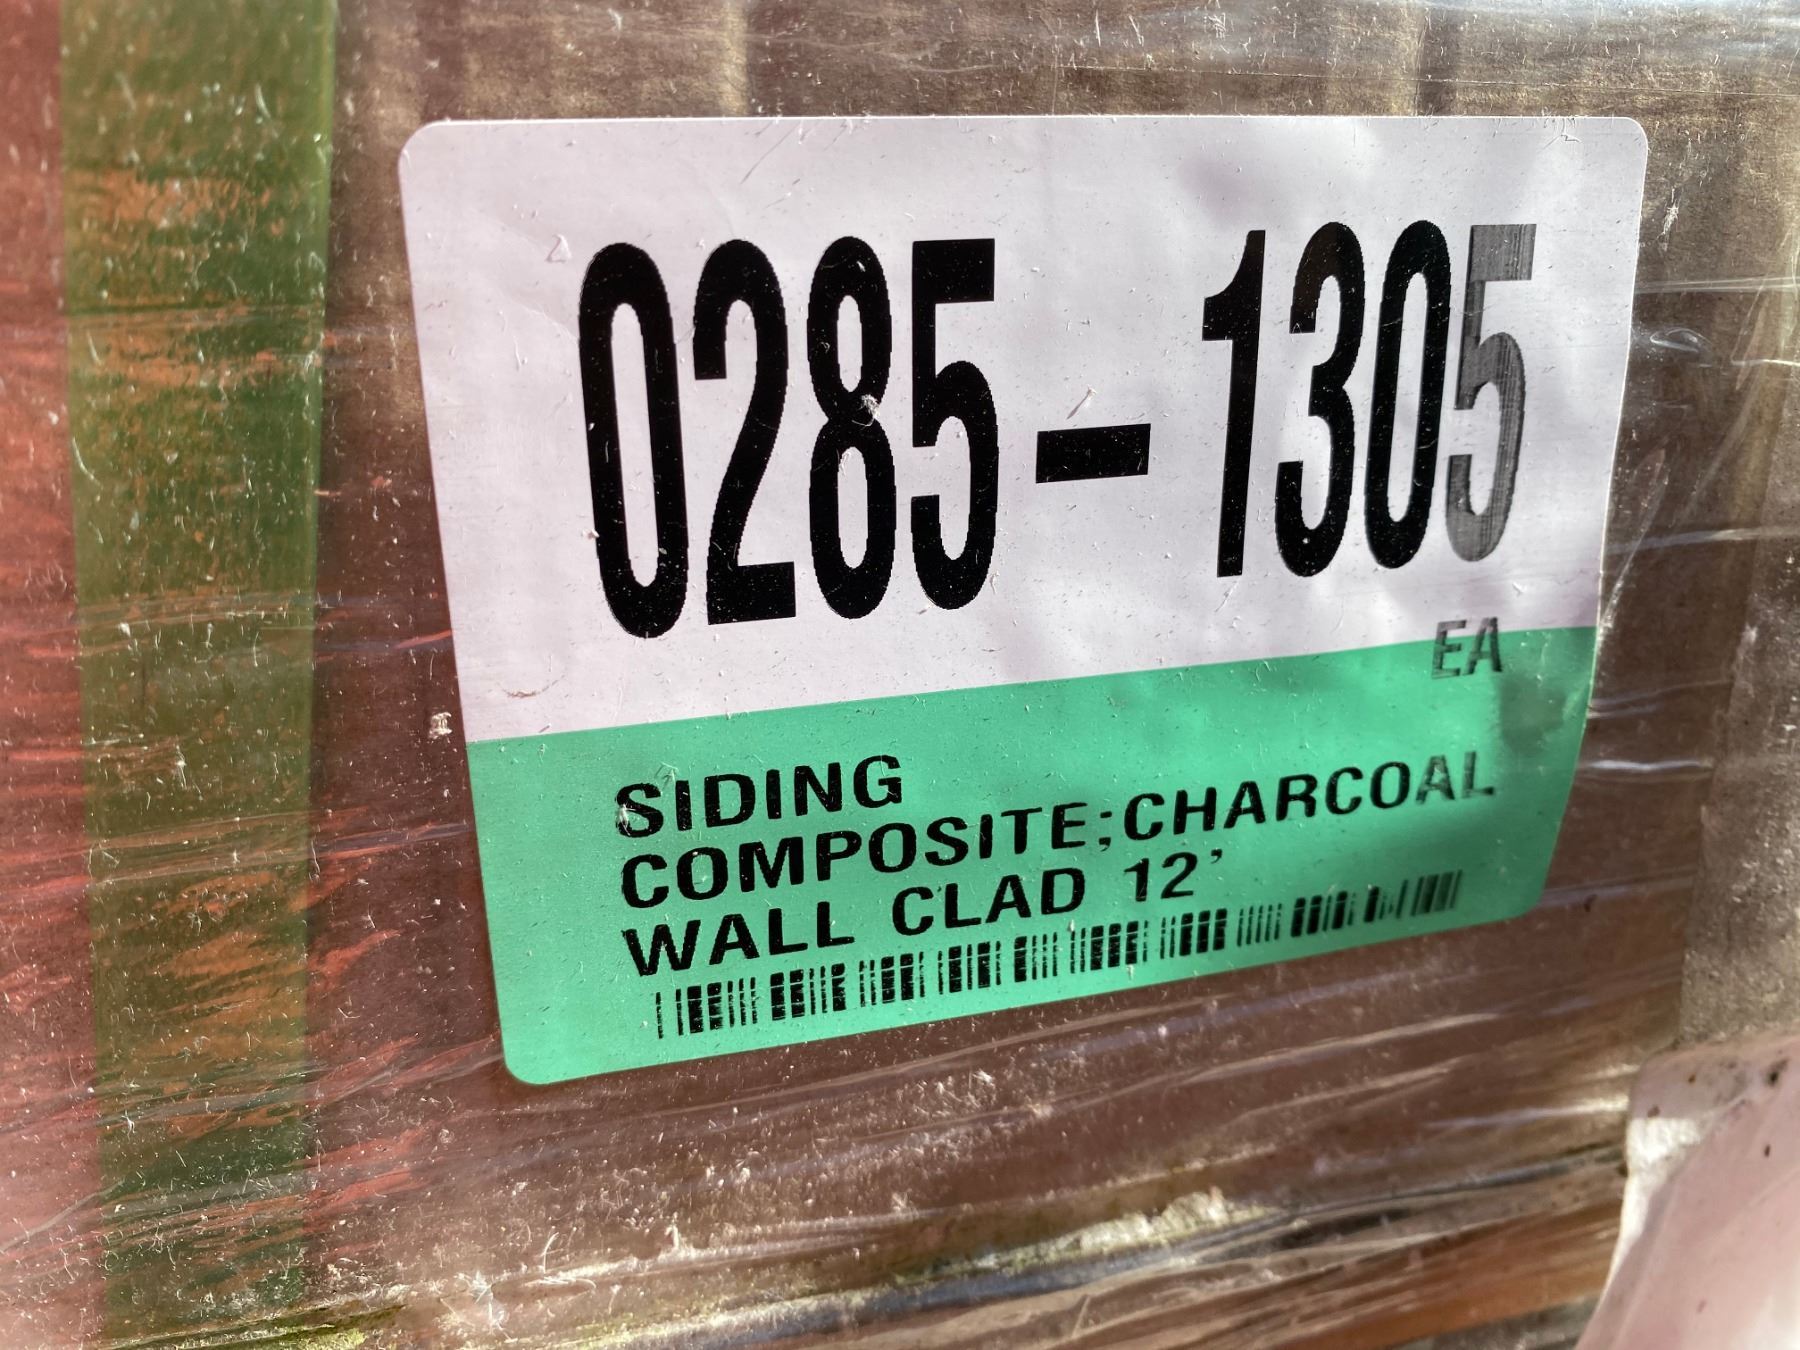 0285-1305
EA
SIDING
COMPOSITE;CHARCOAL
WALL CLAD 12'